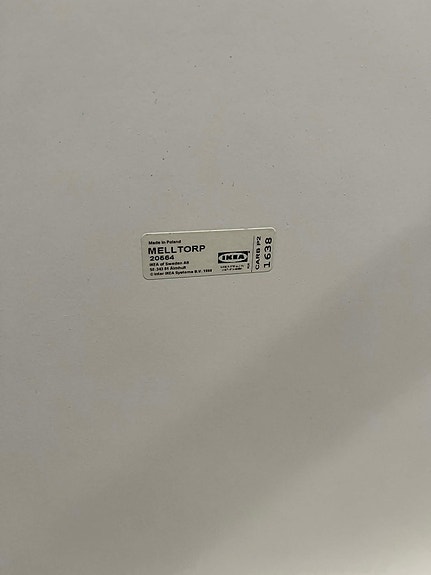 Made in Poland
MELLTORP
20564
IKEA of Sweden AB
SE-343 81 Älmhult
© Inter IKEA Systems B.V. 1999
IKEA
CARB P2
1638